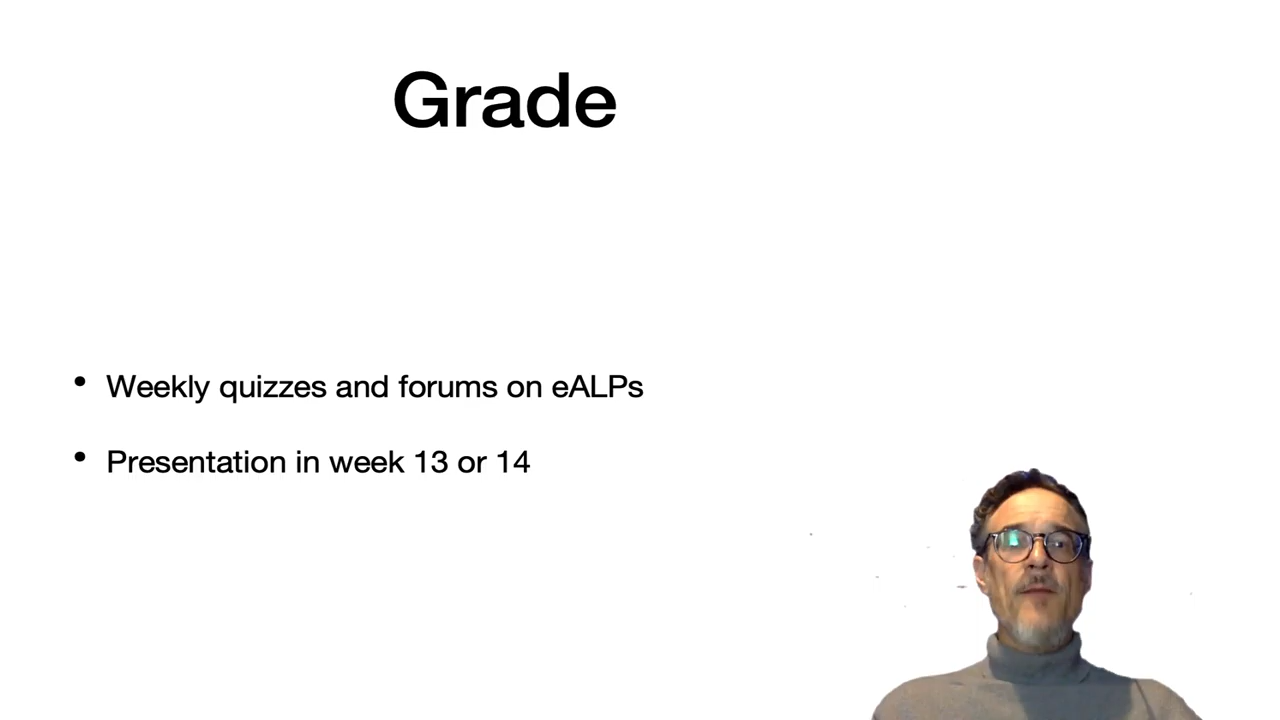 Grade
• Weekly quizzes and forums on eALPs
• Presentation in week 13 or 14